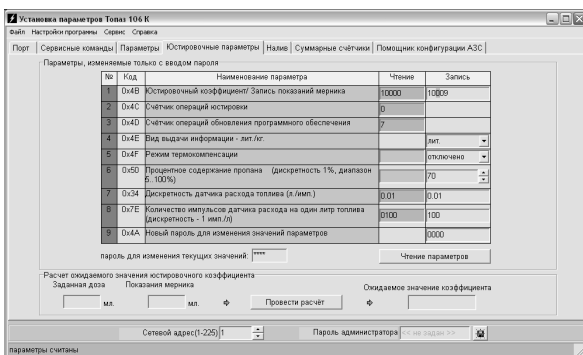 Установка параметров Топаз 106 К
Файл Настройки программы Сервис Справка
Порт Сервисные команды Параметры Юстировочные параметры Налив Суммарные счётчики Помощник конфигурации АЗС
Параметры, изменяемые только с вводом пароля
№ Код Наименование параметра Чтение Запись
1 0x4B Юстировочный коэффициент/ Запись показаний мерника 10000 10009
2 0x4C Счётчик операций юстировки 0
3 0x4D Счётчик операций обновления программного обеспечения 7
4 0x4E Вид выдачи информации - лит./кг. лит.
5 0x4F Режим термокомпенсации отключено
6 0x50 Процентное содержание пропана (дискретность 1%, диапазон 5..100%) 70
7 0x34 Дискретность датчика расхода топлива (л./имп.) 0.01 0.01
8 0x7E Количество импульсов датчика расхода на один литр топлива (дискретность - 1 имп./л) 0100 100
9 0x4A Новый пароль для изменения значений параметров 0000
пароль для изменения текущих значений: **** Чтение параметров
Расчет ожидаемого значения юстировочного коэффициента
Заданная доза Показания мерника Ожидаемое значение коэффициента
мл. мл. Провести расчёт
Сетевой адрес(1-225) 1 Пароль администратора << не задан >>
параметры считаны